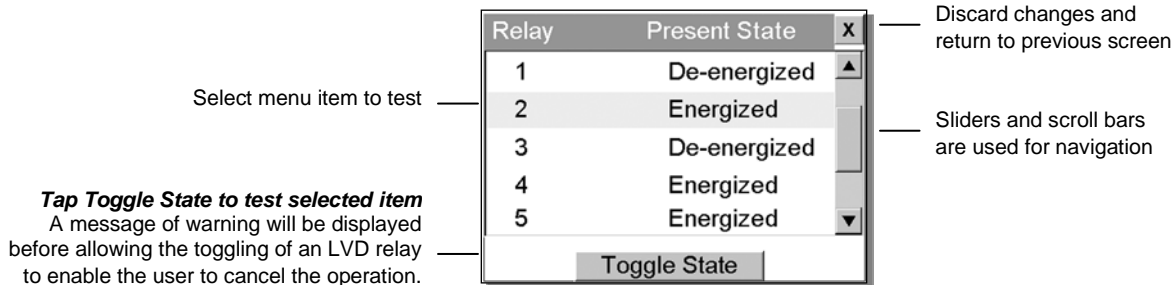 Relay Present State X
1 De-energized
2 Energized
3 De-energized
4 Energized
5 Energized
Toggle State
Select menu item to test
Tap Toggle State to test selected item
A message of warning will be displayed
before allowing the toggling of an LVD relay
to enable the user to cancel the operation.
Discard changes and
return to previous screen
Sliders and scroll bars
are used for navigation